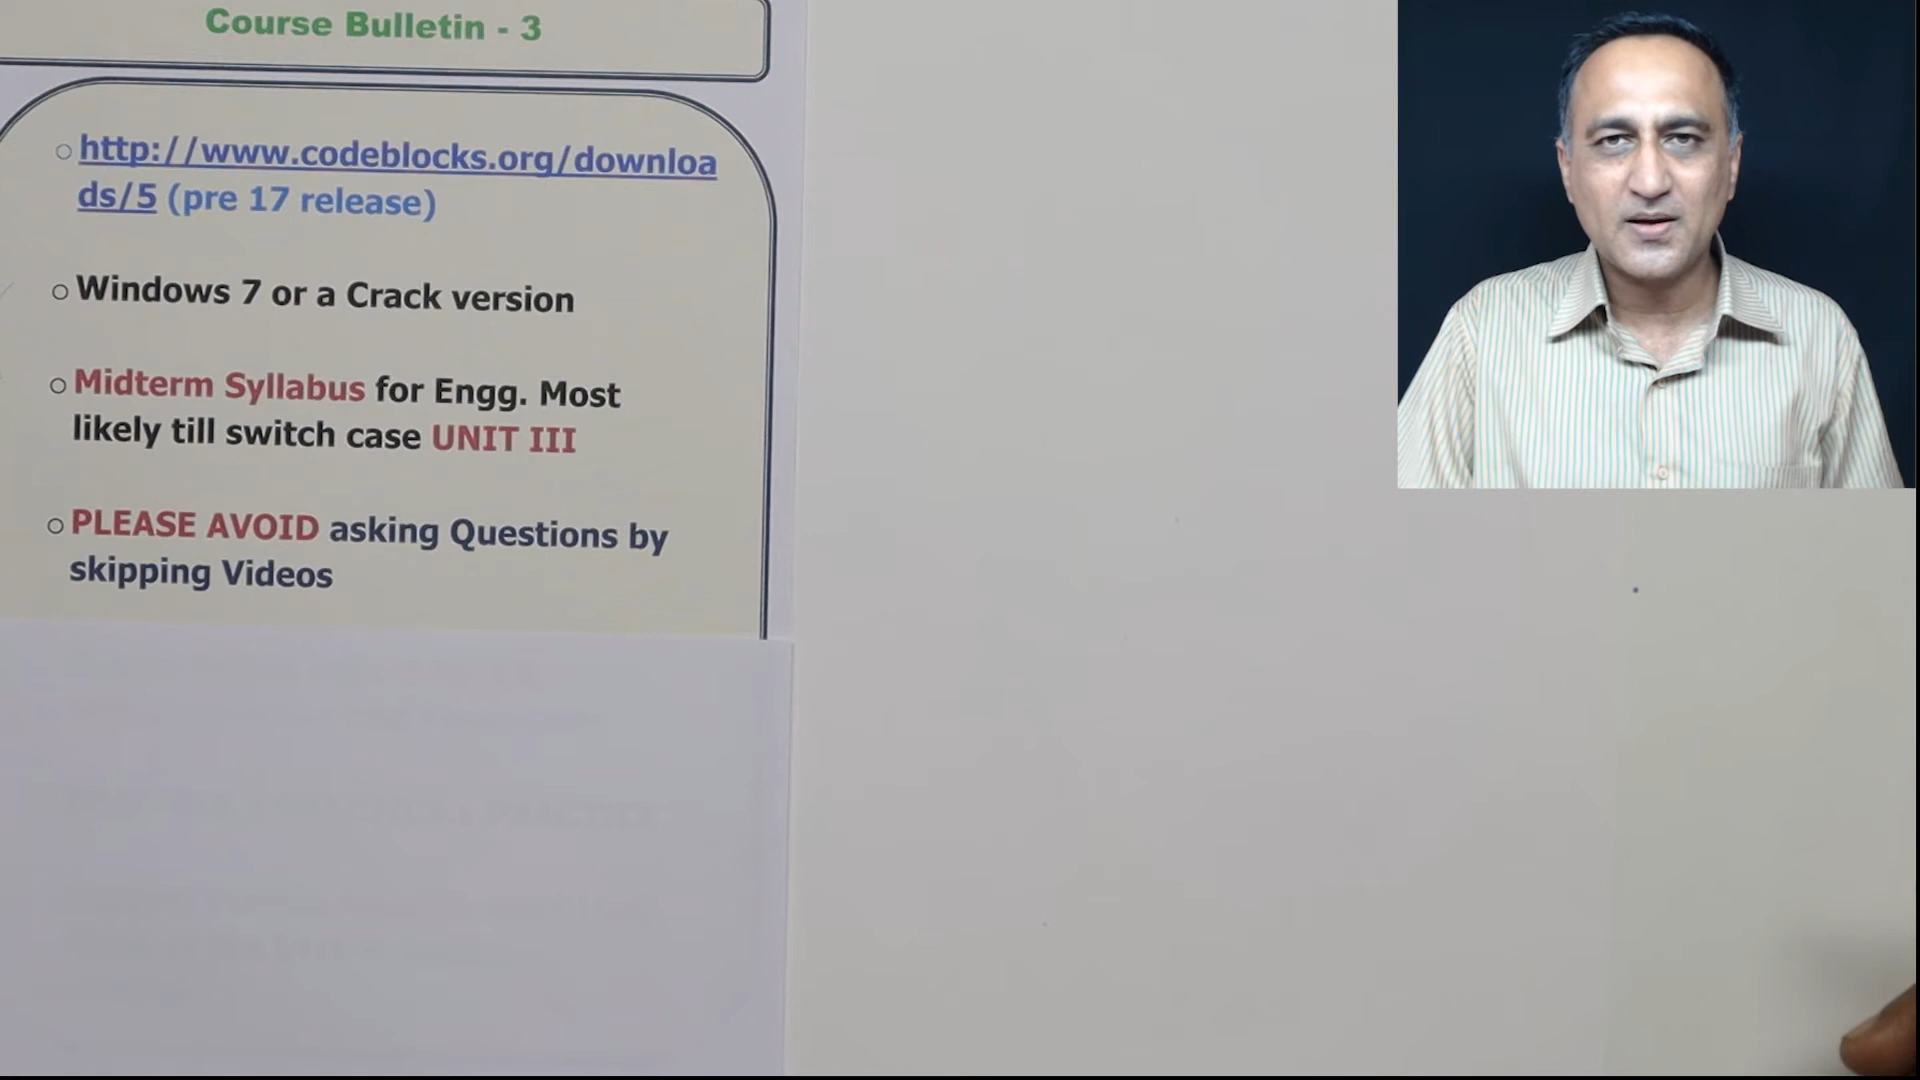 Course Bulletin - 3
http://www.codeblocks.org/downloa
ds/5 (pre 17 release)
Windows 7 or a Crack version
Midterm Syllabus for Engg. Most
likely till switch case UNIT III
PLEASE AVOID asking Questions by
skipping Videos